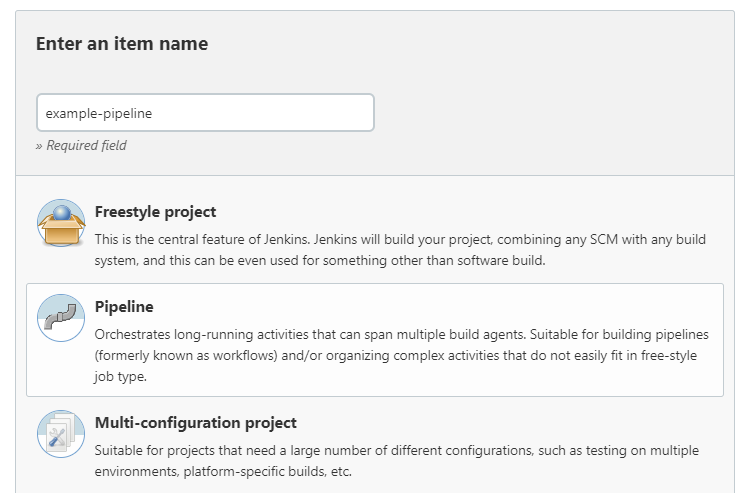 Enter an item name
example-pipeline
» Required field
Freestyle project
This is the central feature of Jenkins. Jenkins will build your project, combining any SCM with any build
system, and this can be even used for something other than software build.
Pipeline
Orchestrates long-running activities that can span multiple build agents. Suitable for building pipelines
(formerly known as workflows) and/or organizing complex activities that do not easily fit in free-style
job type.
Multi-configuration project
Suitable for projects that need a large number of different configurations, such as testing on multiple
environments, platform-specific builds, etc.